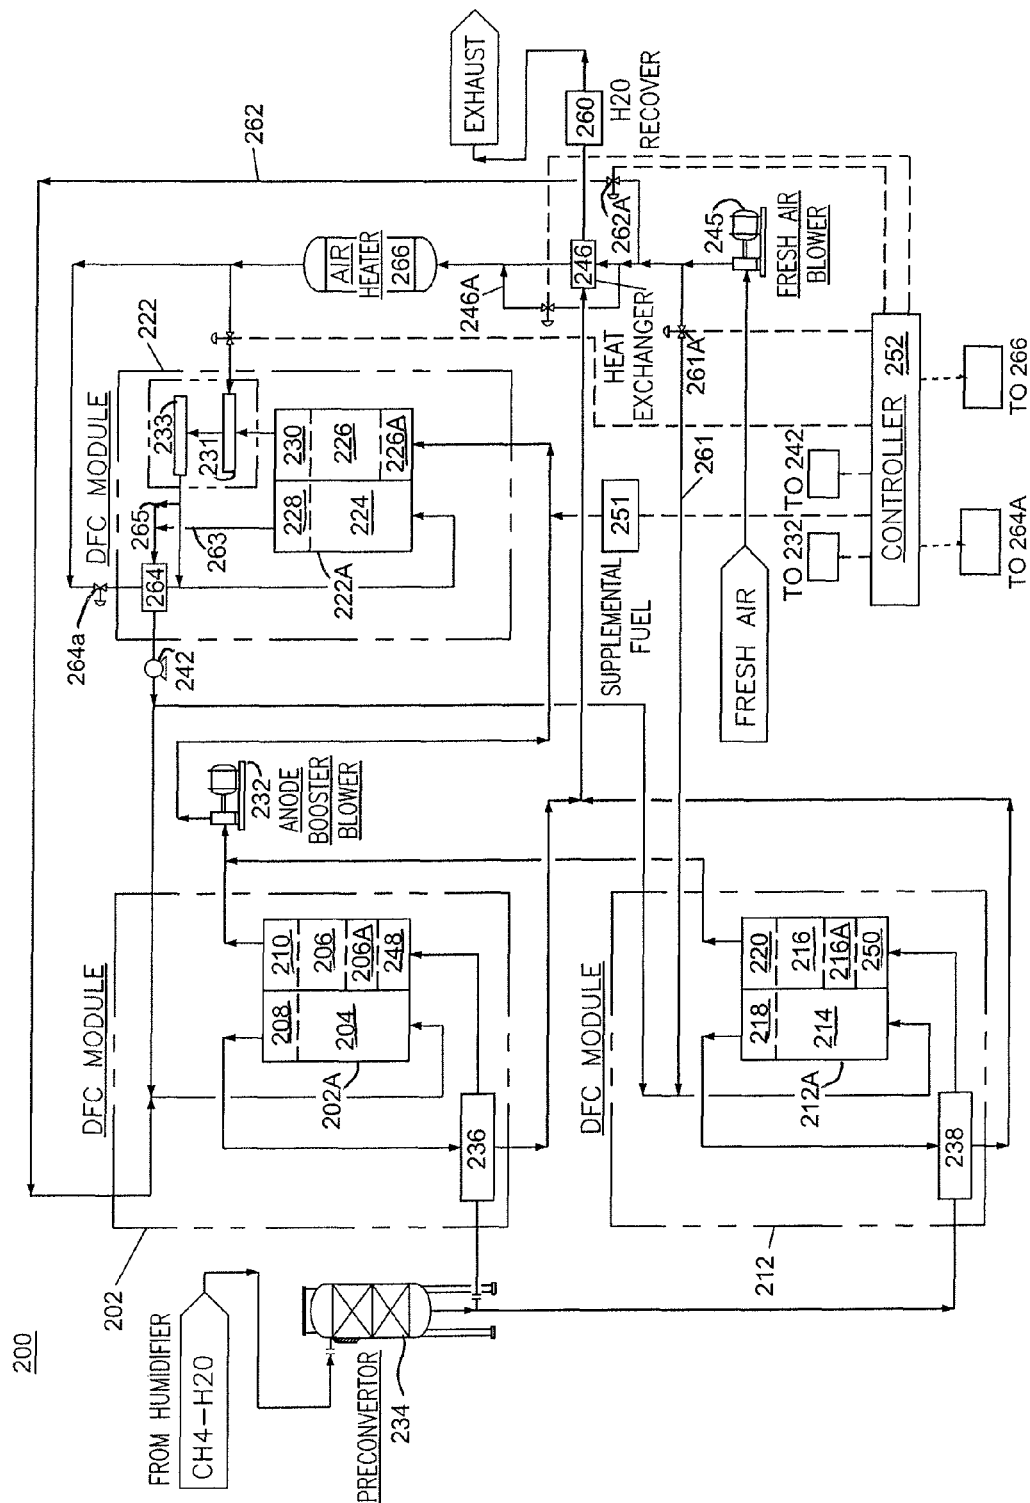 200
FROM HUMIDIFIER
CH4-H20
PRECONVERTOR
234
202
DFC MODULE
208
210
204
206
206A
248
202A
236
212
DFC MODULE
218
220
214
216
216A
250
212A
238
232
ANODE
BOOSTER
BLOWER
264a
242
DFC MODULE
222
264
265
263
233
231
228
230
224
226
226A
222A
SUPPLEMENTAL
FUEL
251
261
261A
FRESH AIR
245
FRESH AIR
BLOWER
262
262A
AIR
HEATER
266
246A
246
HEAT
EXCHANGER
260
H20
RECOVER
EXHAUST
CONTROLLER 252
TO 232
TO 242
TO 264A
TO 266